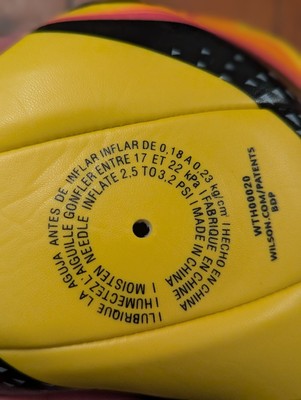 I LUBRIQUE LA AGUJA ANTES DE INFLAR INFLAR DE 0.18 A 0.23 kg/cm² I HECHO EN CHINA
I HUMECTEZ L'AIGUILLE GONFLER ENTRE 17 ET 22 kPa I FABRIQUE EN CHINE
I MOISTEN NEEDLE INFLATE 2.5 TO 3.2 PSI I MADE IN CHINA
WTH80020
WILSON.COM/PATENTS
BDP